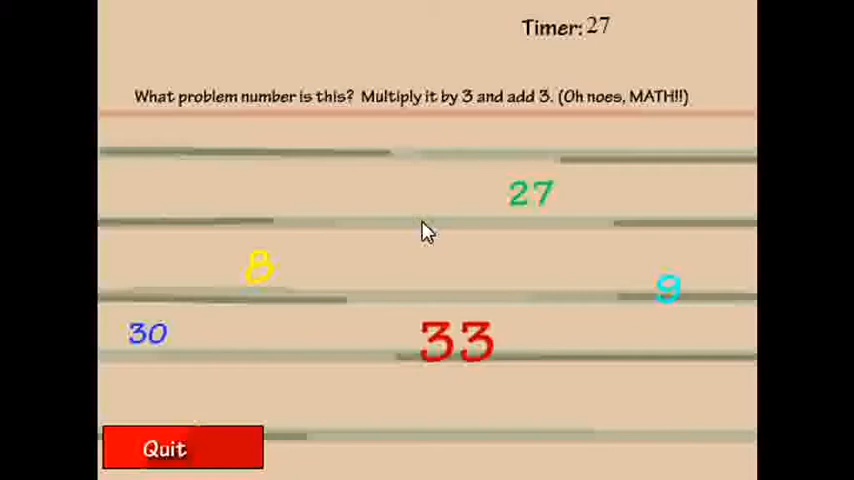 Timer: 27
What problem number is this? Multiply it by 3 and add 3. (Oh noes, MATH!!)
27
8
9
30
33
Quit